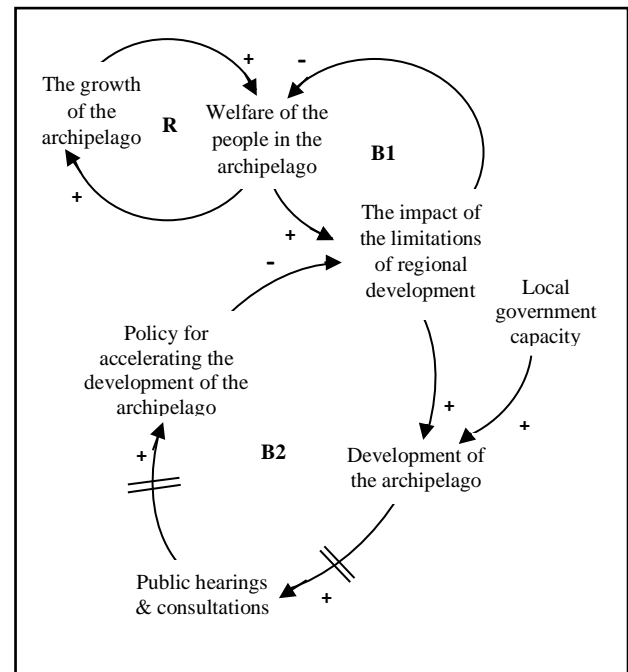 +
-
The growth
of the
archipelago
R
Welfare of the
people in the
archipelago
B1
+
+
The impact of
the limitations
of regional
development
-
Local
government
capacity
Policy for
accelerating the
development of the
archipelago
+
+
+
B2
Development of
the archipelago
Public hearings
& consultations
+